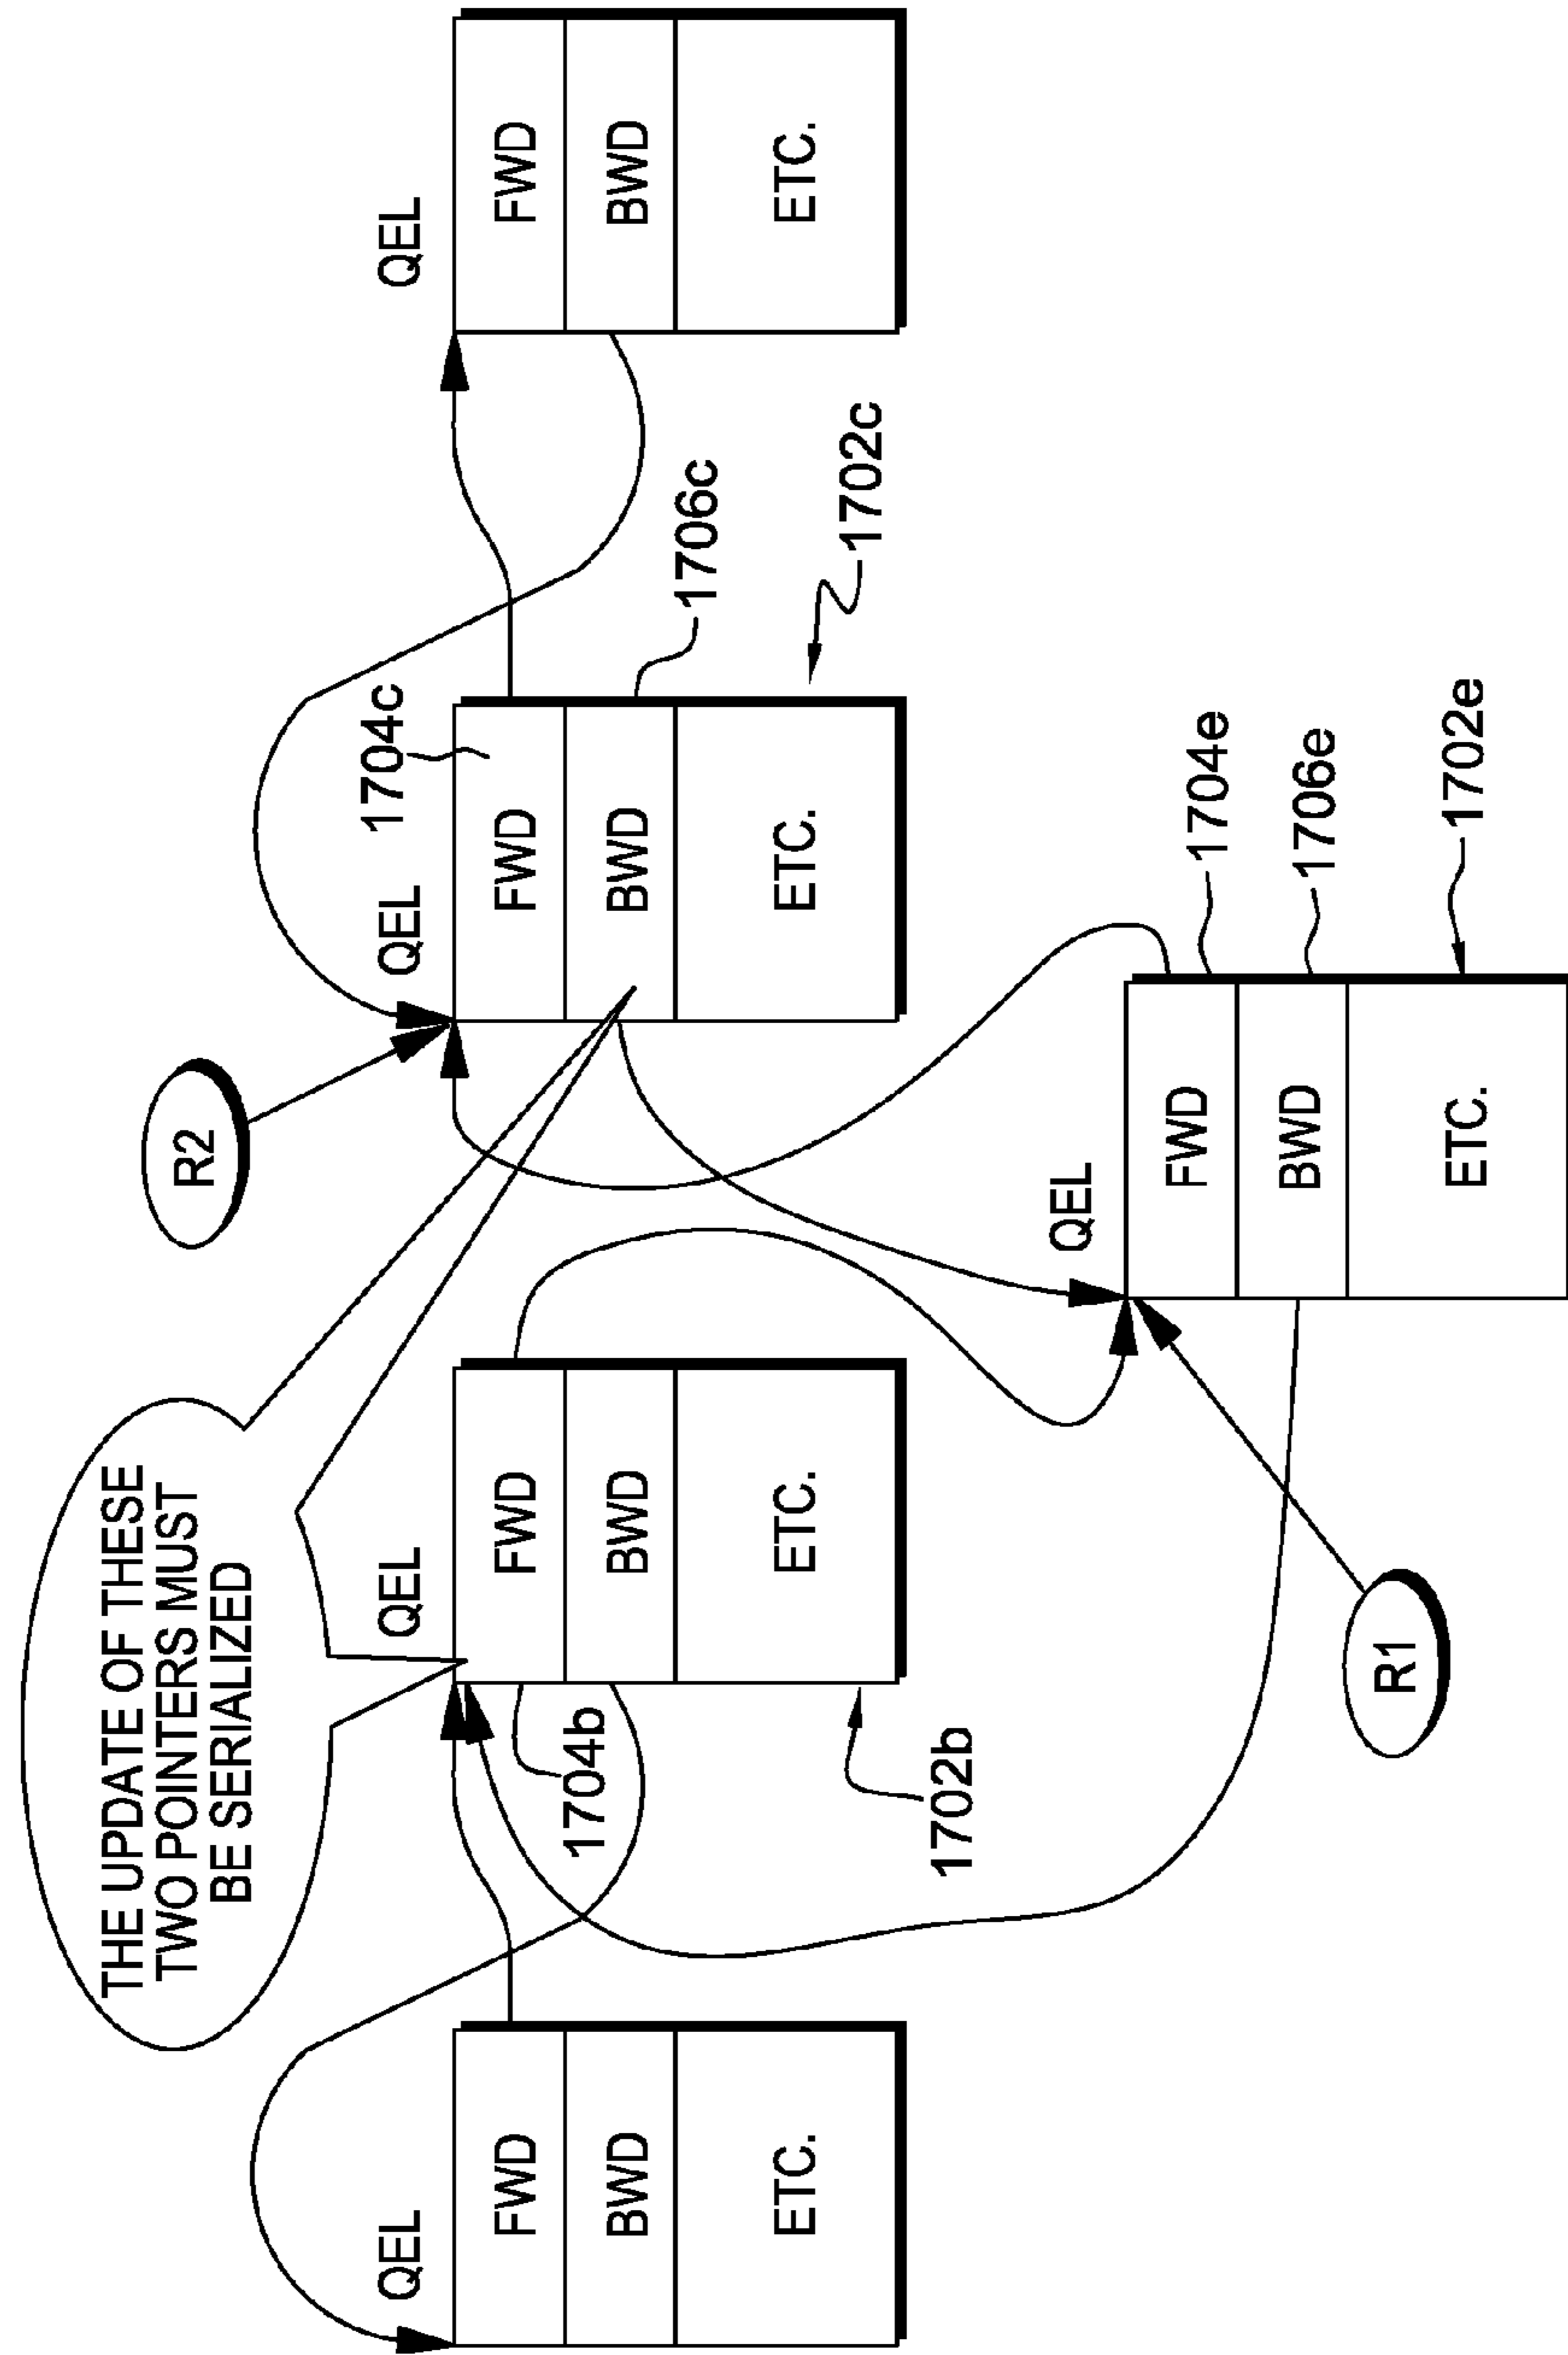 THE UPDATE OF THESE
TWO POINTERS MUST
BE SERIALIZED
R2
QEL
FWD
BWD
ETC.
QEL
FWD
BWD
ETC.
1704b
1702b
QEL
1704c
FWD
BWD
ETC.
1706c
1702c
QEL
FWD
BWD
ETC.
R1
QEL
FWD
BWD
ETC.
1704e
1706e
1702e